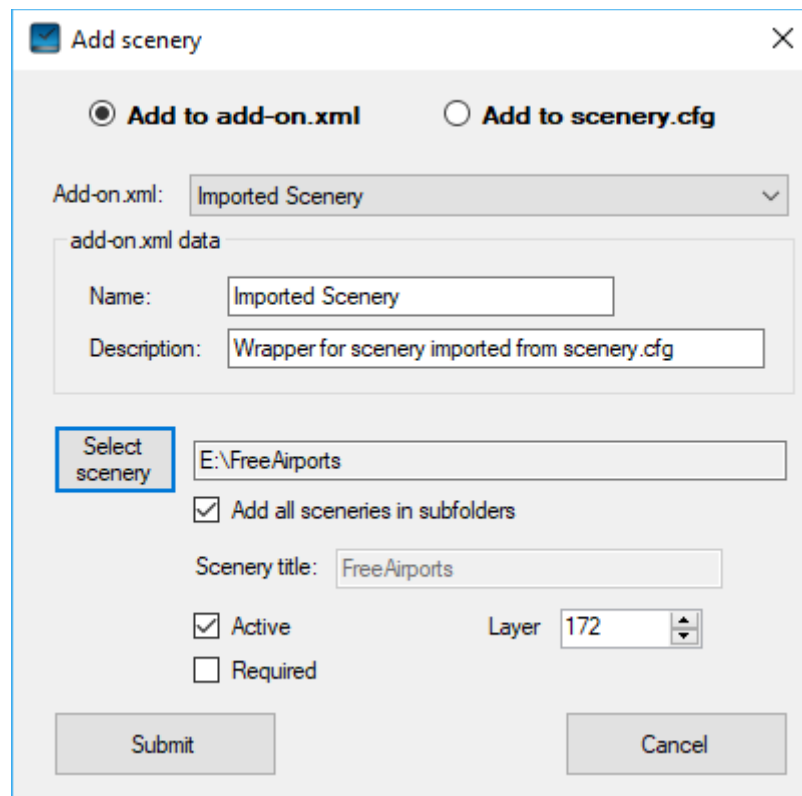 Add scenery
Add to add-on.xml Add to scenery.cfg
Add-on.xml: Imported Scenery
add-on.xml data
Name: Imported Scenery
Description: Wrapper for scenery imported from scenery.cfg
Select
scenery
E:\FreeAirports
Add all sceneries in subfolders
Scenery title: FreeAirports
Active Layer 172
Required
Submit Cancel